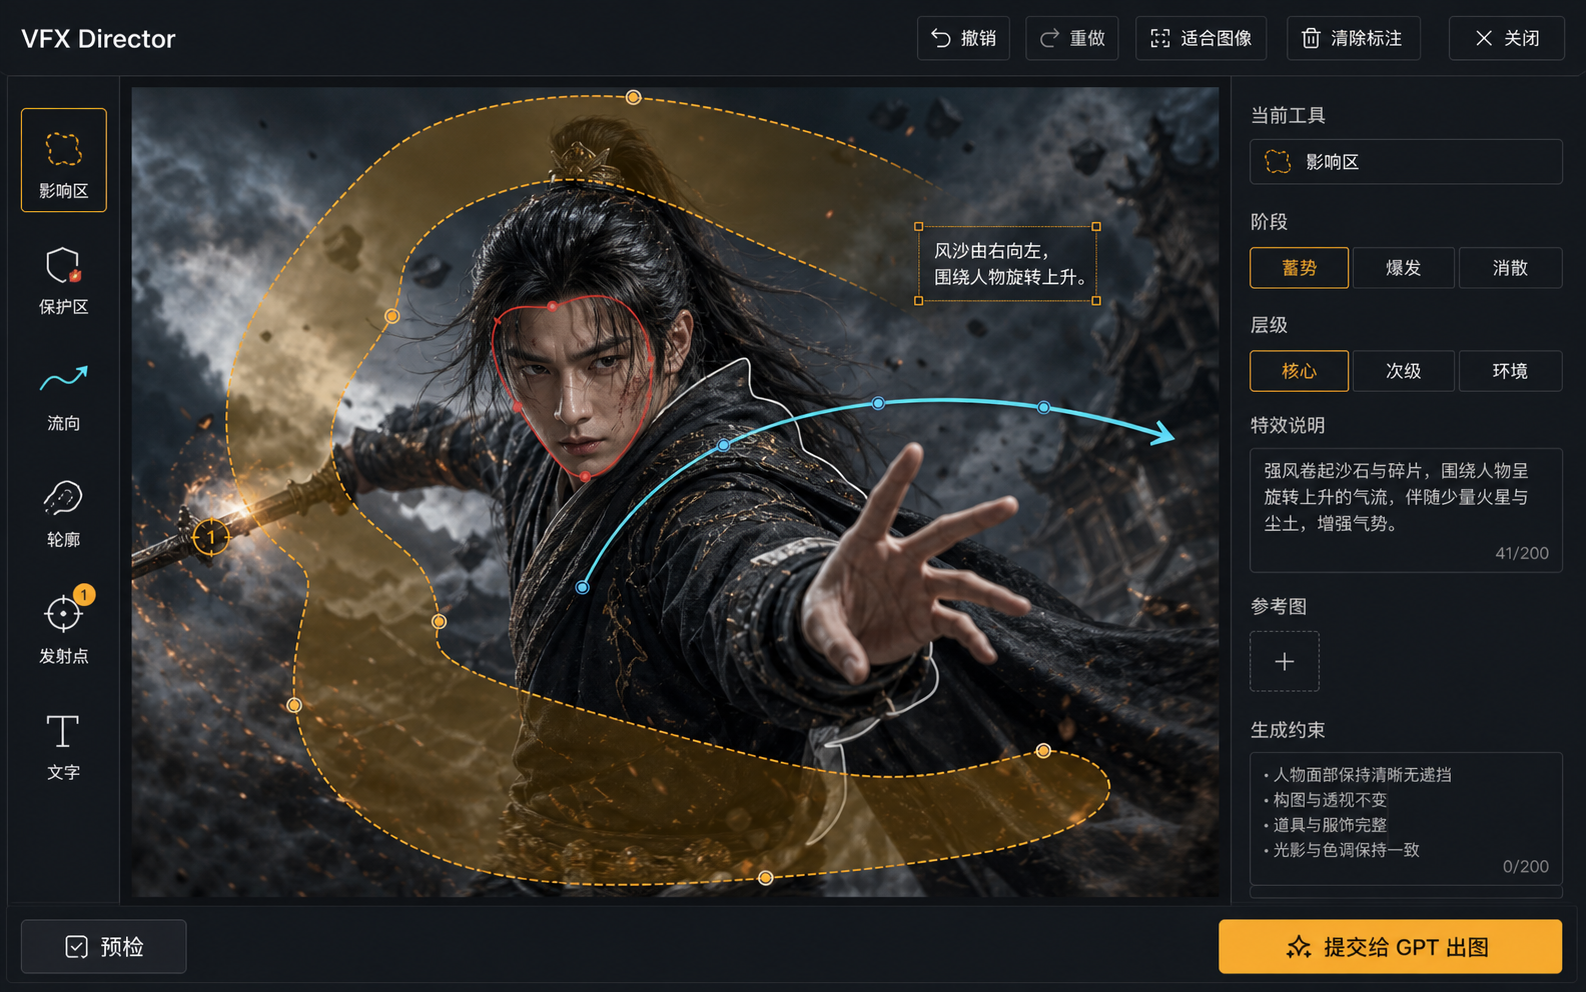 VFX Director
撤销
重做
适合图像
清除标注
关闭
影响区
保护区
流向
轮廓
1
发射点
文字
风沙由右向左，
围绕人物旋转上升。
1
当前工具
影响区
阶段
蓄势
爆发
消散
层级
核心
次级
环境
特效说明
强风卷起沙石与碎片，围绕人物呈
旋转上升的气流，伴随少量火星与
尘土，增强气势。
41/200
参考图
生成约束
• 人物面部保持清晰无遮挡
• 构图与透视不变
• 道具与服饰完整
• 光影与色调保持一致
0/200
预检
提交给 GPT 出图